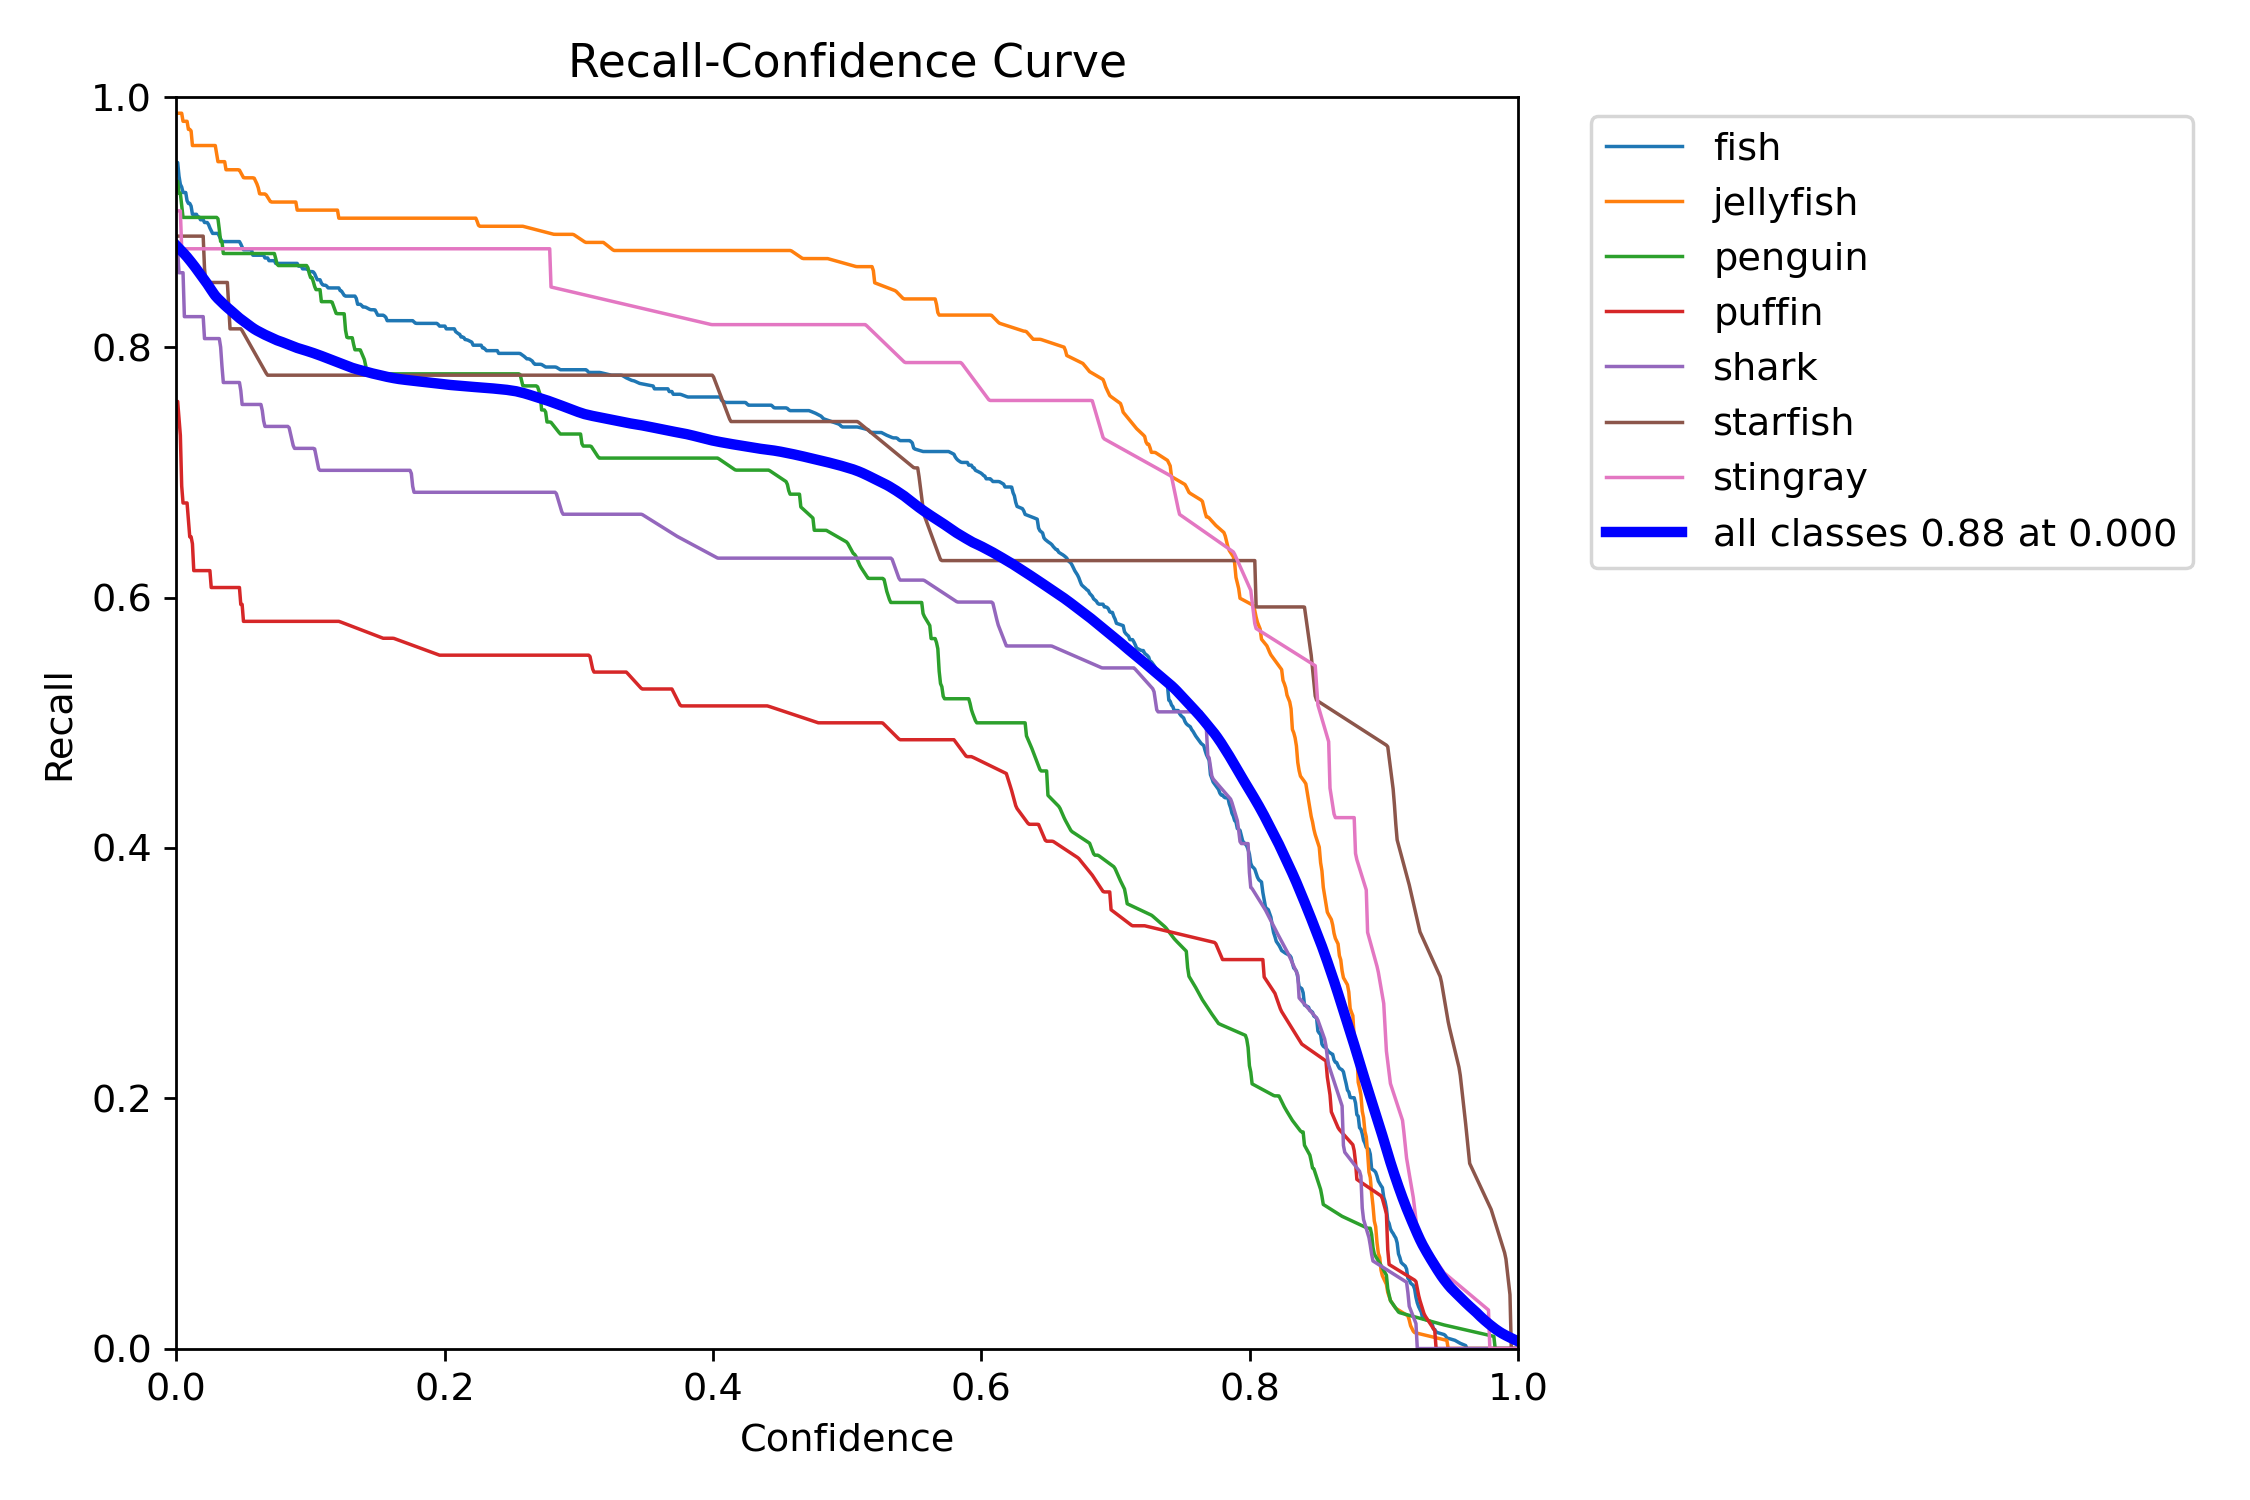 Recall-Confidence Curve
1.0
0.8
0.6
0.4
0.2
0.0
Recall
0.0 0.2 0.4 0.6 0.8 1.0
Confidence
fish
jellyfish
penguin
puffin
shark
starfish
stingray
all classes 0.88 at 0.000